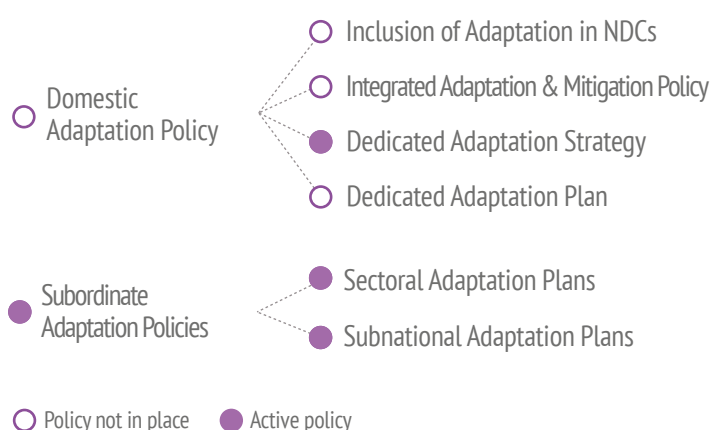 Domestic
Adaptation Policy
Inclusion of Adaptation in NDCs
Integrated Adaptation & Mitigation Policy
Dedicated Adaptation Strategy
Dedicated Adaptation Plan
Subordinate
Adaptation Policies
Sectoral Adaptation Plans
Subnational Adaptation Plans
Policy not in place
Active policy